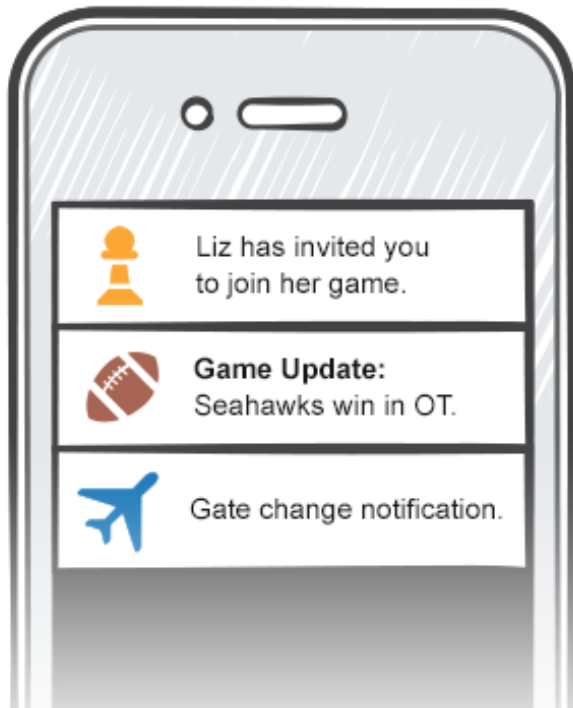 Liz has invited you
to join her game.
Game Update:
Seahawks win in OT.
Gate change notification.